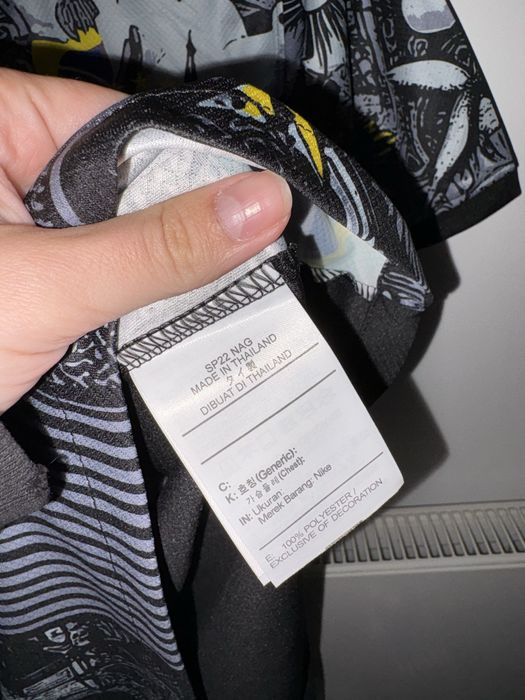 SP22 NAG
MADE IN THAILAND
タイ製
DIBUAT DI THAILAND
C:
K: 호칭 (Generic):
가슴둘레 (Chest):
IN: Ukuran:
Merek Barang: Nike
E: 100% POLYESTER /
EXCLUSIVE OF DECORATION